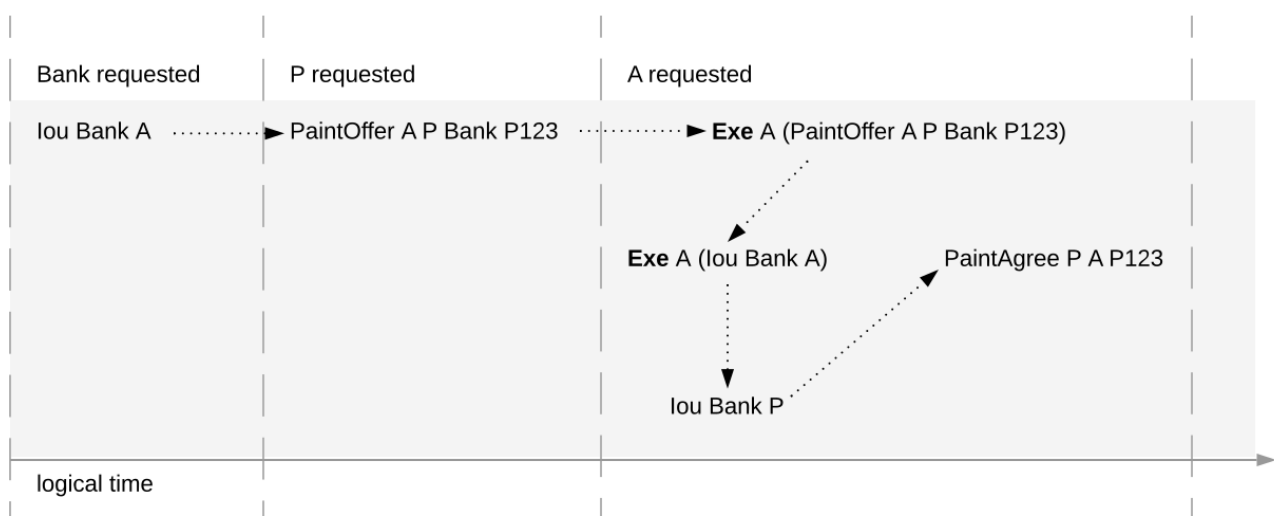 Bank requested
P requested
A requested
Iou Bank A
PaintOffer A P Bank P123
Exe A (PaintOffer A P Bank P123)
Exe A (Iou Bank A)
PaintAgree P A P123
Iou Bank P
logical time